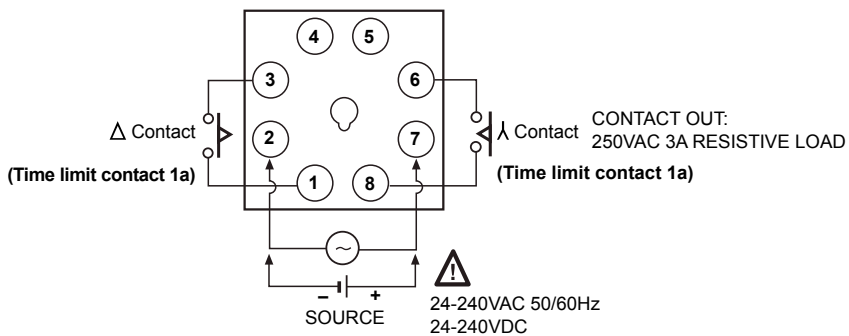 4 5
3 6
Δ Contact 2 7 ⅄ Contact CONTACT OUT:
250VAC 3A RESISTIVE LOAD
(Time limit contact 1a) 1 8 (Time limit contact 1a)
~
− +
SOURCE
!
24-240VAC 50/60Hz
24-240VDC